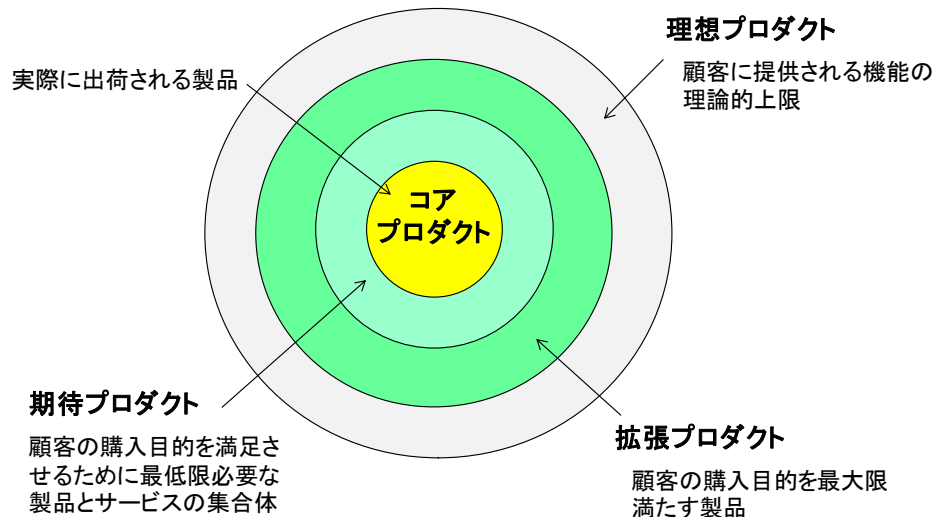 理想プロダクト
顧客に提供される機能の
理論的上限
実際に出荷される製品
コア
プロダクト
期待プロダクト
顧客の購入目的を満足さ
せるために最低限必要な
製品とサービスの集合体
拡張プロダクト
顧客の購入目的を最大限
満たす製品